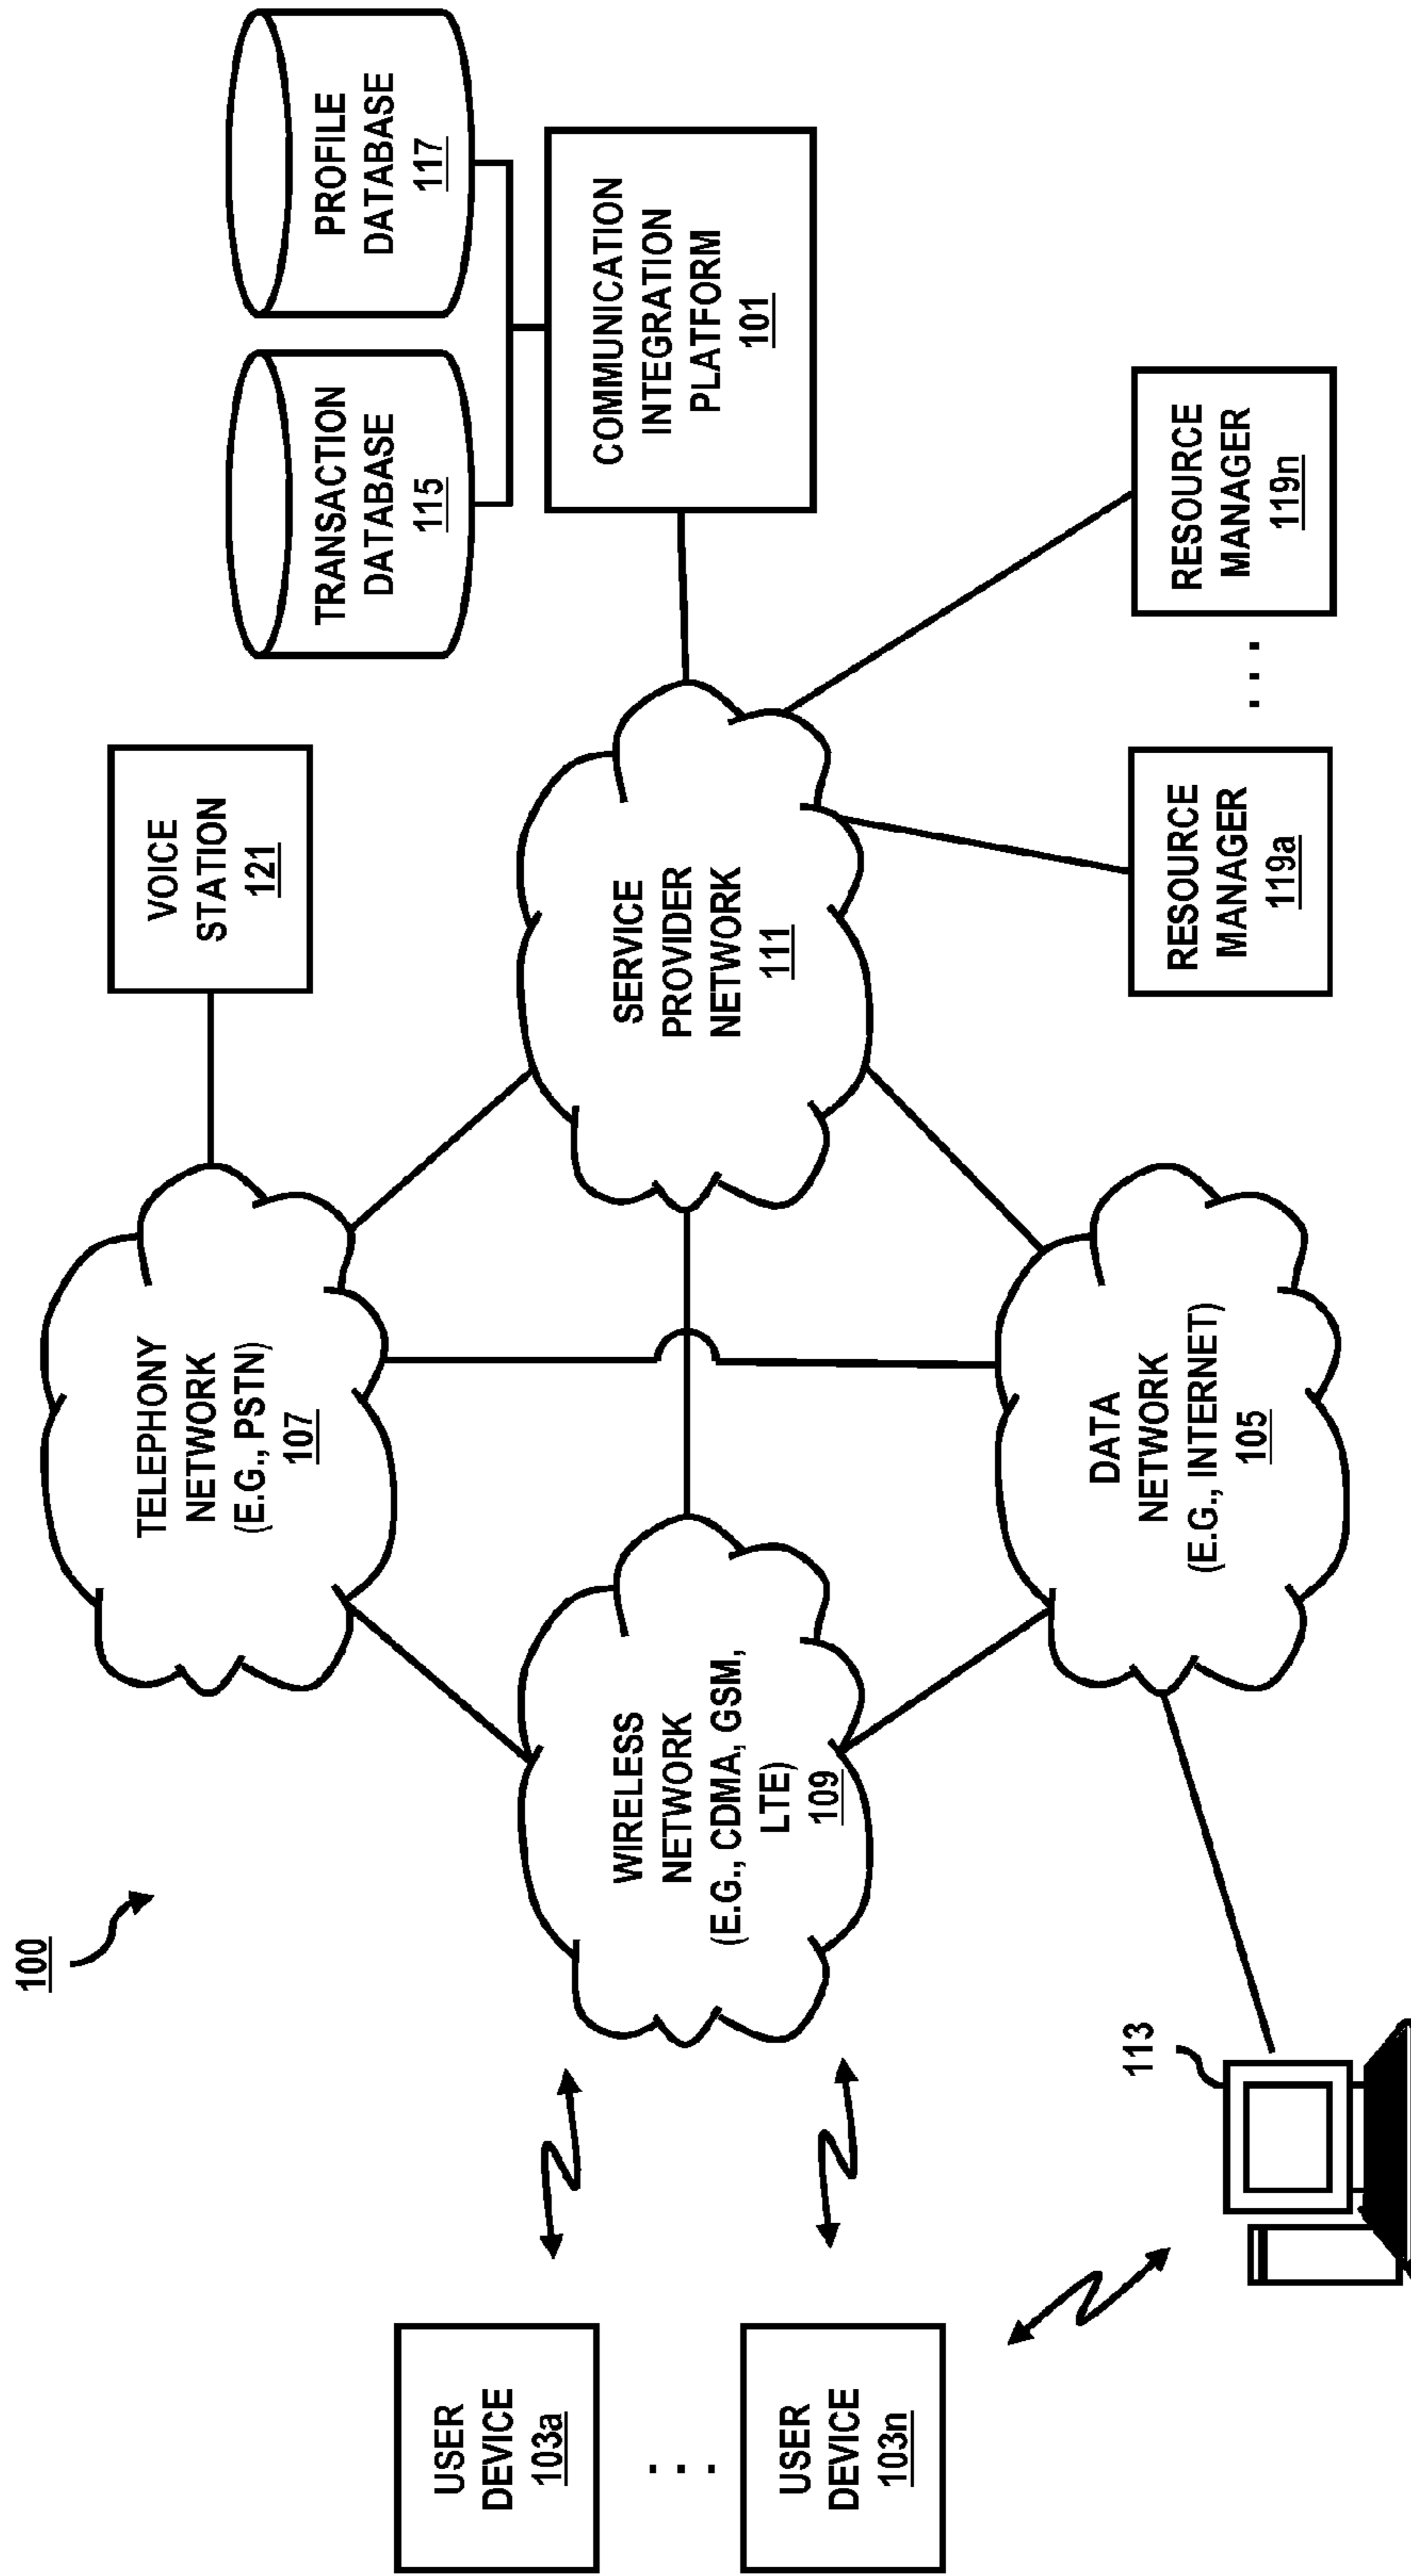 100
USER
DEVICE
103a
. . .
USER
DEVICE
103n
113
WIRELESS
NETWORK
(E.G., CDMA, GSM,
LTE)
109
TELEPHONY
NETWORK
(E.G., PSTN)
107
DATA
NETWORK
(E.G., INTERNET)
105
SERVICE
PROVIDER
NETWORK
111
VOICE
STATION
121
TRANSACTION
DATABASE
115
PROFILE
DATABASE
117
COMMUNICATION
INTEGRATION
PLATFORM
101
RESOURCE
MANAGER
119a
. . .
RESOURCE
MANAGER
119n